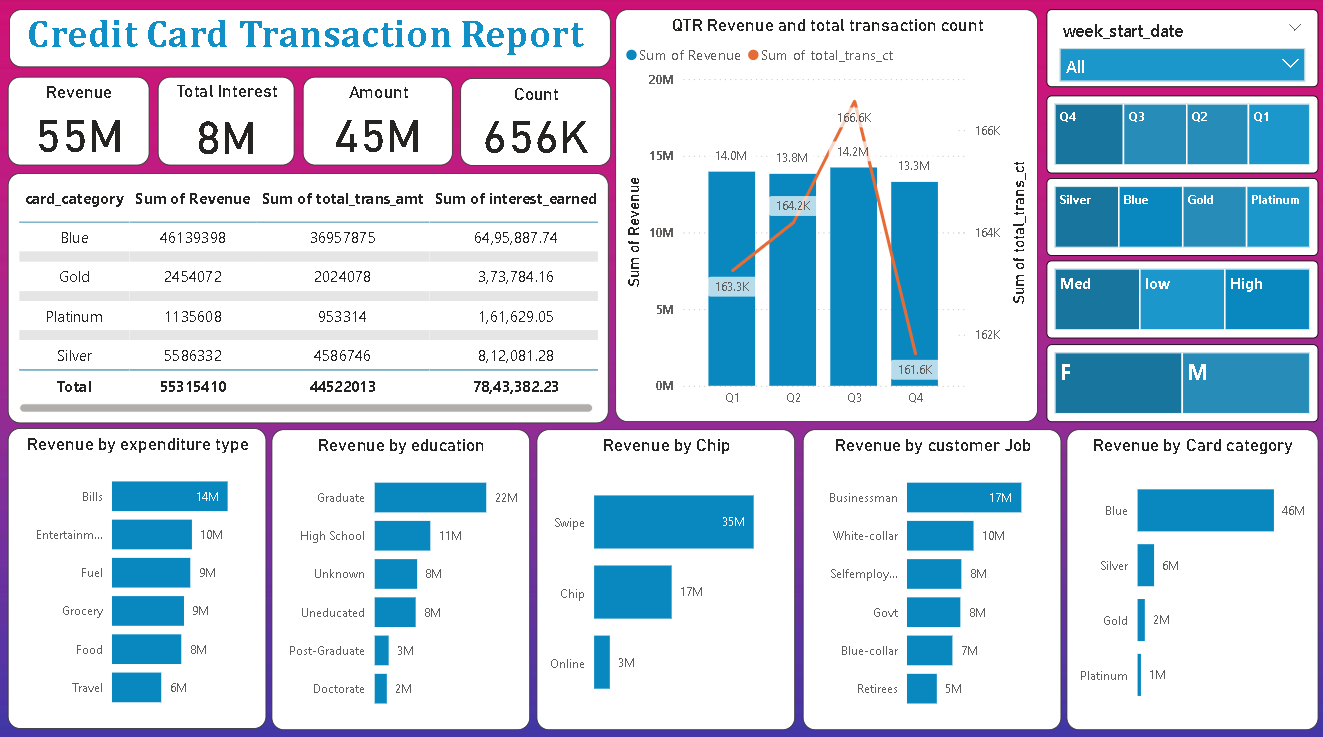 Credit Card Transaction Report
Revenue
55M
Total Interest
8M
Amount
45M
Count
656K
card_category Sum of Revenue Sum of total_trans_amt Sum of interest_earned
Blue 46139398 36957875 64,95,887.74
Gold 2454072 2024078 3,73,784.16
Platinum 1135608 953314 1,61,629.05
Silver 5586332 4586746 8,12,081.28
Total 55315410 44522013 78,43,382.23
QTR Revenue and total transaction count
Sum of Revenue Sum of total_trans_ct
20M
15M
10M
5M
0M
Sum of Revenue
14.0M 13.8M 14.2M 13.3M
163.3K 164.2K 166.6K 161.6K
Q1 Q2 Q3 Q4
166K
164K
162K
Sum of total_trans_ct
week_start_date
All
Q4 Q3 Q2 Q1
Silver Blue Gold Platinum
Med low High
F M
Revenue by expenditure type
Bills 14M
Entertainm... 10M
Fuel 9M
Grocery 9M
Food 8M
Travel 6M
Revenue by education
Graduate 22M
High School 11M
Unknown 8M
Uneducated 8M
Post-Graduate 3M
Doctorate 2M
Revenue by Chip
Swipe 35M
Chip 17M
Online 3M
Revenue by customer Job
Businessman 17M
White-collar 10M
Selfemploy... 8M
Govt 8M
Blue-collar 7M
Retirees 5M
Revenue by Card category
Blue 46M
Silver 6M
Gold 2M
Platinum 1M